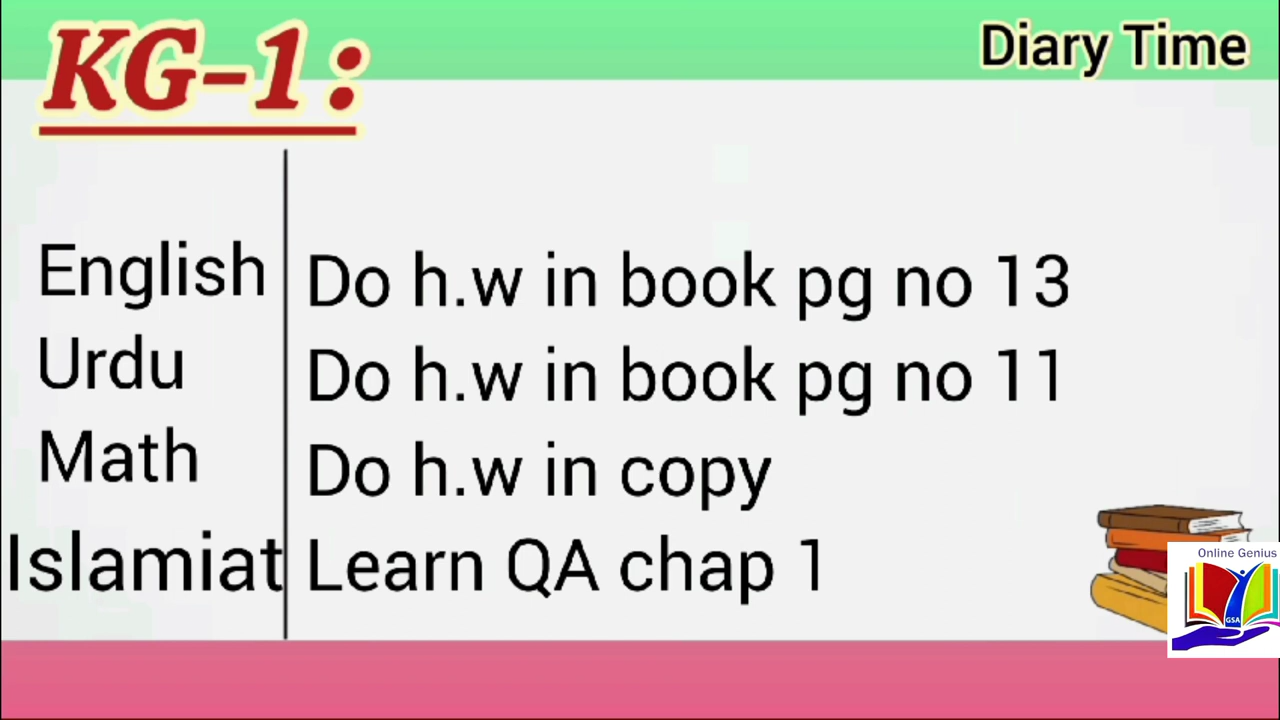 KG-1:
Diary Time
English Do h.w in book pg no 13
Urdu Do h.w in book pg no 11
Math Do h.w in copy
Islamiat Learn QA chap 1
Online Genius
GSA